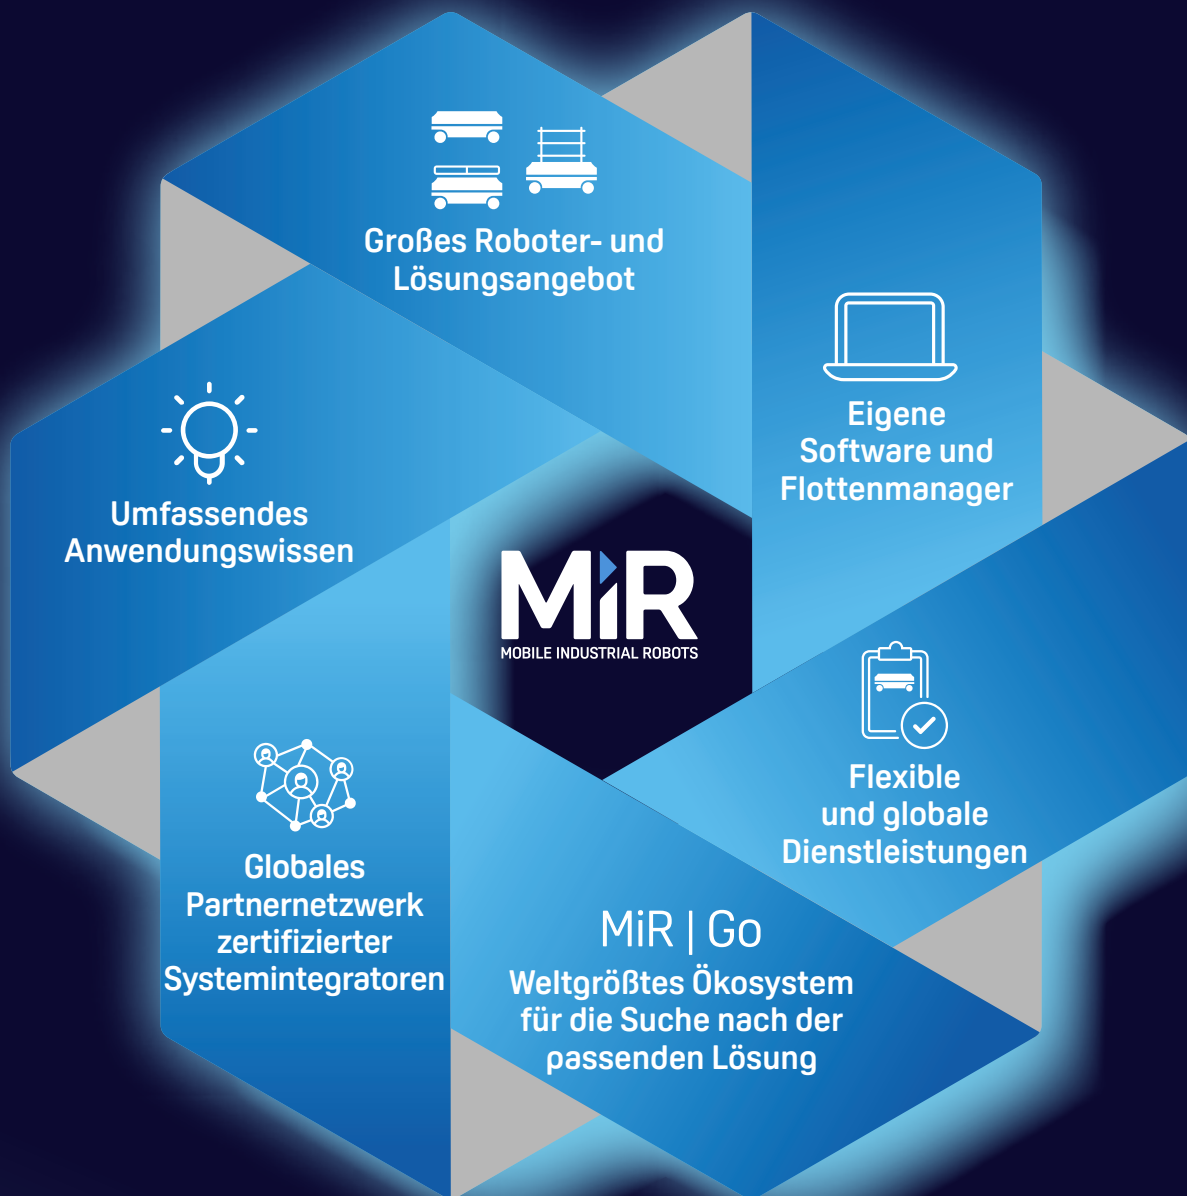 Großes Roboter- und
Lösungsangebot
Eigene
Software und
Flottenmanager
Umfassendes
Anwendungswissen
MiR
MOBILE INDUSTRIAL ROBOTS
Flexible
und globale
Dienstleistungen
Globales
Partnernetzwerk
zertifizierter
Systemintegratoren
MiR | Go
Weltgrößtes Ökosystem
für die Suche nach der
passenden Lösung